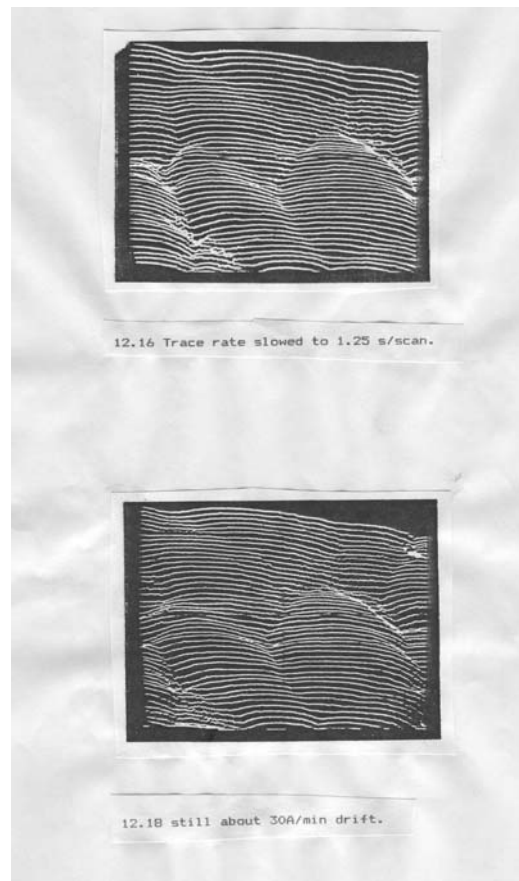 12.16 Trace rate slowed to 1.25 s/scan.
12.18 still about 30A/min drift.